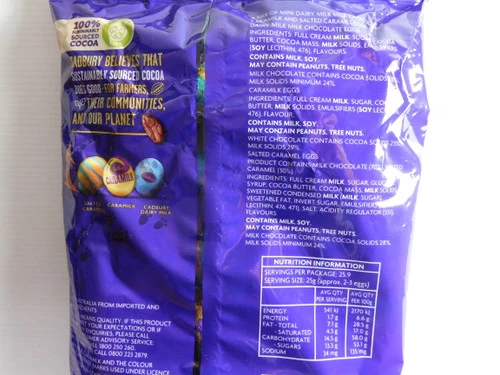 100%
SUSTAINABLY
SOURCED
COCOA
CADBURY BELIEVES THAT
SUSTAINABLY SOURCED COCOA
DOES GOOD FOR FARMERS,
THEIR COMMUNITIES,
AND OUR PLANET
SALTED
CARAMEL
CARAMILK
CADBURY
DAIRY MILK
AUSTRALIA FROM IMPORTED AND
QUALITY. IF THIS PRODUCT
YOUR EXPECTATIONS OR IF
INQUIRIES, PLEASE CALL
ADVISORY SERVICE.
1800 250 260.
CALL 0800 225 2879.
MILK AND THE COLOUR
MARKS USED UNDER LICENCE
OF MINI DAIRY MILK
CARAMILK AND SALTED CARAMEL
DAIRY MILK MILK CHOCOLATE EGGS
INGREDIENTS: FULL CREAM MILK, SUGAR,
BUTTER, COCOA MASS, MILK SOLIDS, EMULSIFIERS
(SOY LECITHIN, 476), FLAVOURS.
CONTAINS MILK, SOY.
MAY CONTAIN PEANUTS, TREE NUTS.
MILK CHOCOLATE CONTAINS COCOA SOLIDS
MILK SOLIDS MINIMUM 24%.
CARAMILK EGGS
INGREDIENTS: FULL CREAM MILK, SUGAR, COCOA
BUTTER, MILK SOLIDS, EMULSIFIERS (SOY LECITHIN,
476), FLAVOUR.
CONTAINS MILK, SOY.
MAY CONTAIN PEANUTS, TREE NUTS.
WHITE CHOCOLATE CONTAINS COCOA SOLIDS
MILK SOLIDS 29%.
SALTED CARAMEL EGGS
PRODUCT CONTAINS MILK CHOCOLATE (70%),
CARAMEL (30%).
INGREDIENTS: FULL CREAM MILK, SUGAR, GLUCOSE
SYRUP, COCOA BUTTER, COCOA MASS, MILK SOLIDS,
SWEETENED CONDENSED MILK (MILK, SUGAR),
VEGETABLE FAT, INVERT SUGAR, EMULSIFIERS (SOY
LECITHIN, 476, 471), SALT, ACIDITY REGULATOR
FLAVOURS.
CONTAINS MILK, SOY.
MAY CONTAIN PEANUTS, TREE NUTS.
MILK CHOCOLATE CONTAINS COCOA SOLIDS 28%,
MILK SOLIDS MINIMUM 24%.
NUTRITION INFORMATION
SERVINGS PER PACKAGE: 25.9
SERVING SIZE: 25g (approx. 2-3 eggs)
AVG QTY PER SERVING AVG QTY PER 100g
ENERGY 541 kJ 2170 kJ
PROTEIN 1.7 g 6.6 g
FAT - TOTAL 7.1 g 28.5 g
- SATURATED 4.3 g 17.0 g
CARBOHYDRATE 14.5 g 58.0 g
- SUGARS 13.3 g 53.1 g
SODIUM 34 mg 135 mg